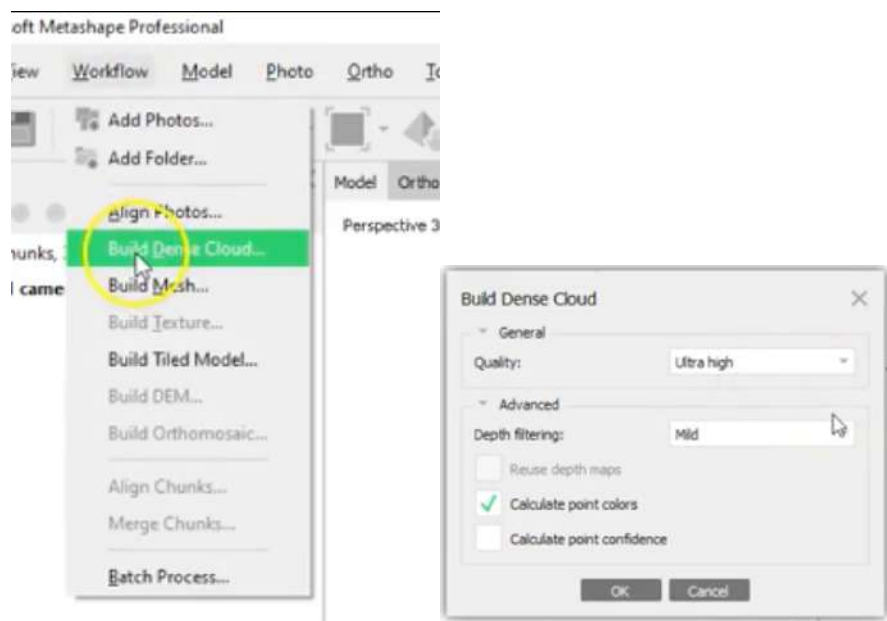 oft Metashape Professional
iew Workflow Model Photo Ortho To
Add Photos...
Add Folder...
Model Ortho
Align Photos...
Perspective 3
hunks,
Build Dense Cloud...
came
Build Mesh...
Build Texture...
Build Tiled Model...
Build DEM...
Build Orthomosaic...
Align Chunks...
Merge Chunks...
Batch Process...
Build Dense Cloud
General
Quality: Ultra high
Advanced
Depth filtering: Mild
Reuse depth maps
Calculate point colors
Calculate point confidence
OK Cancel